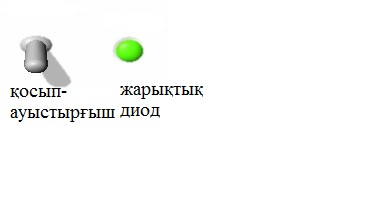 қосып-
ауыстырғыш
жарықтық
диод